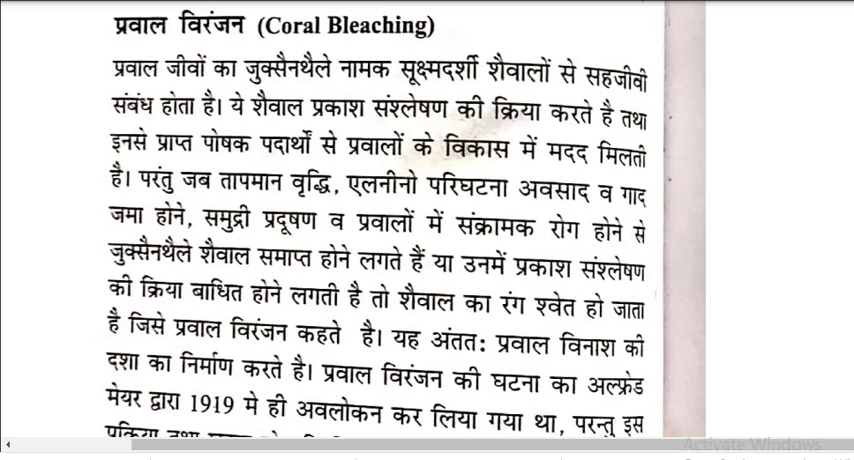 प्रवाल विरंजन (Coral Bleaching)
प्रवाल जीवों का जुक्सैनथैले नामक सूक्ष्मदर्शी शैवालों से सहजीवी
संबंध होता है। ये शैवाल प्रकाश संश्लेषण की क्रिया करते है तथा
इनसे प्राप्त पोषक पदार्थों से प्रवालों के विकास में मदद मिलती
है। परंतु जब तापमान वृद्धि, एलनीनो परिघटना अवसाद व गाद
जमा होने, समुद्री प्रदूषण व प्रवालों में संक्रामक रोग होने से
जुक्सैनथैले शैवाल समाप्त होने लगते हैं या उनमें प्रकाश संश्लेषण
की क्रिया बाधित होने लगती है तो शैवाल का रंग श्वेत हो जाता
है जिसे प्रवाल विरंजन कहते है। यह अंतत: प्रवाल विनाश की
दशा का निर्माण करते है। प्रवाल विरंजन की घटना का अल्फ्रेड
मेयर द्वारा 1919 मे ही अवलोकन कर लिया गया था, परन्तु इस
Activate Windows